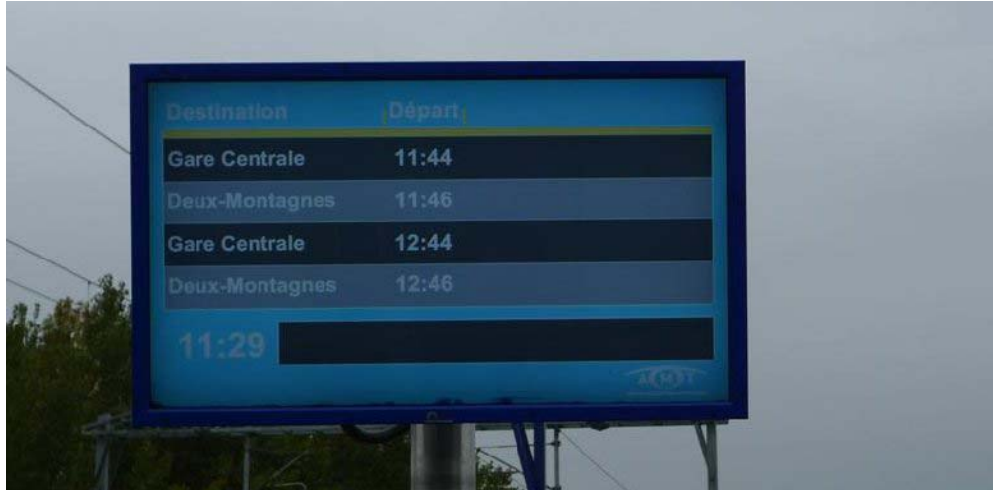 Destination Départ
Gare Centrale 11:44
Deux-Montagnes 11:46
Gare Centrale 12:44
Deux-Montagnes 12:46
11:29
AMT